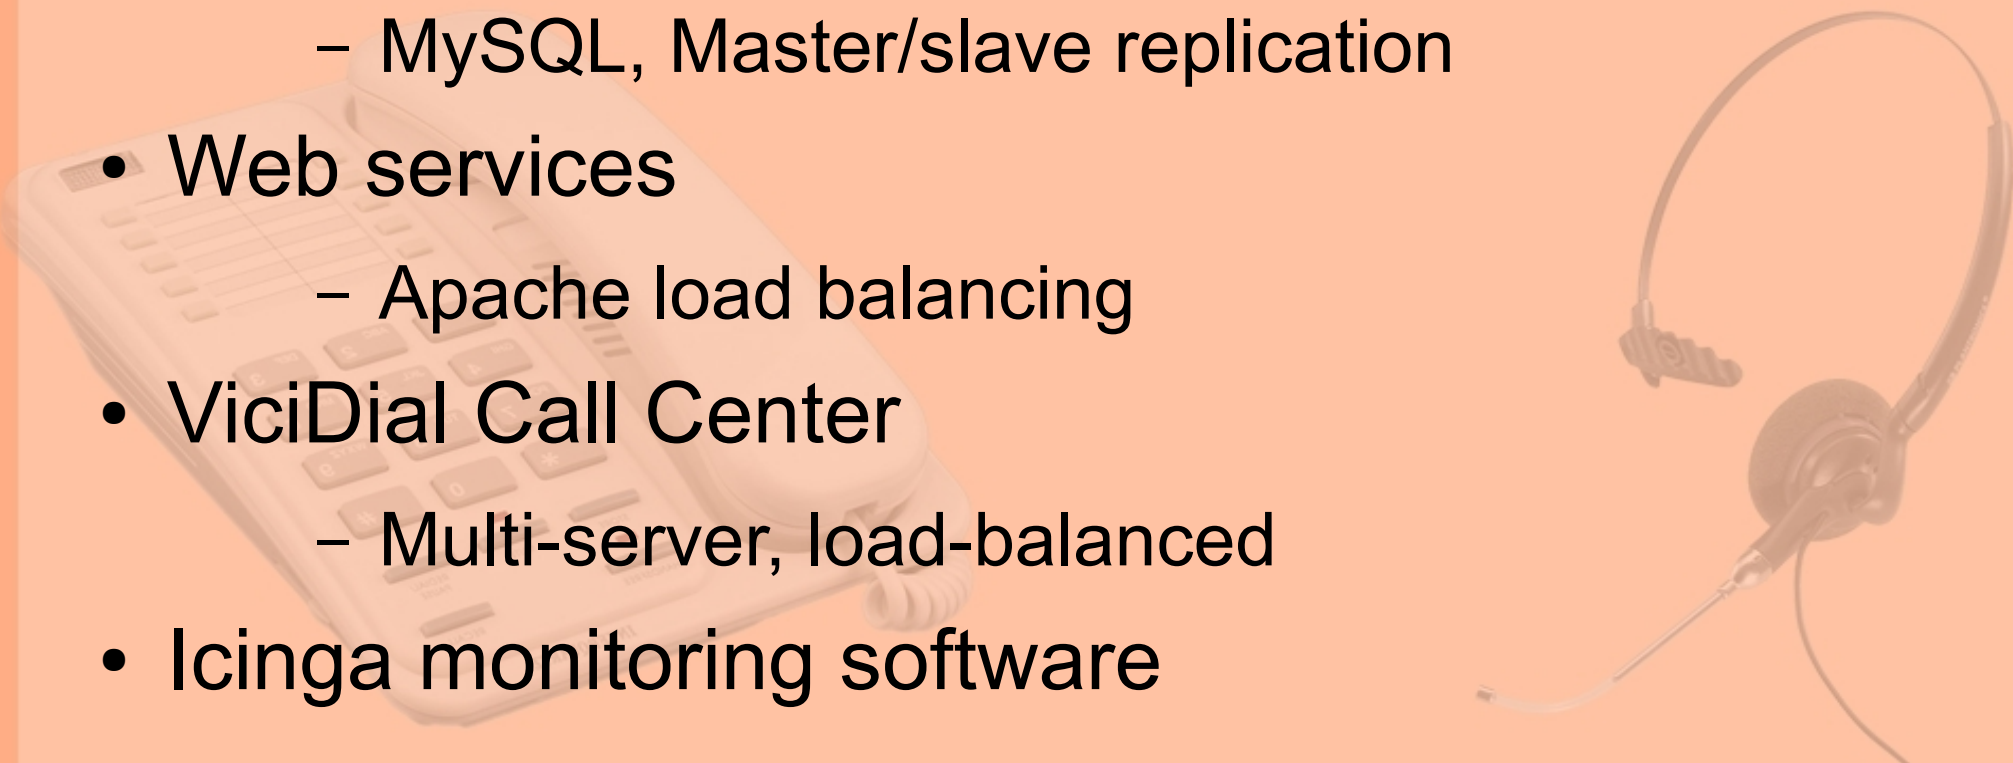 – MySQL, Master/slave replication
• Web services
– Apache load balancing
• ViciDial Call Center
– Multi-server, load-balanced
• Icinga monitoring software